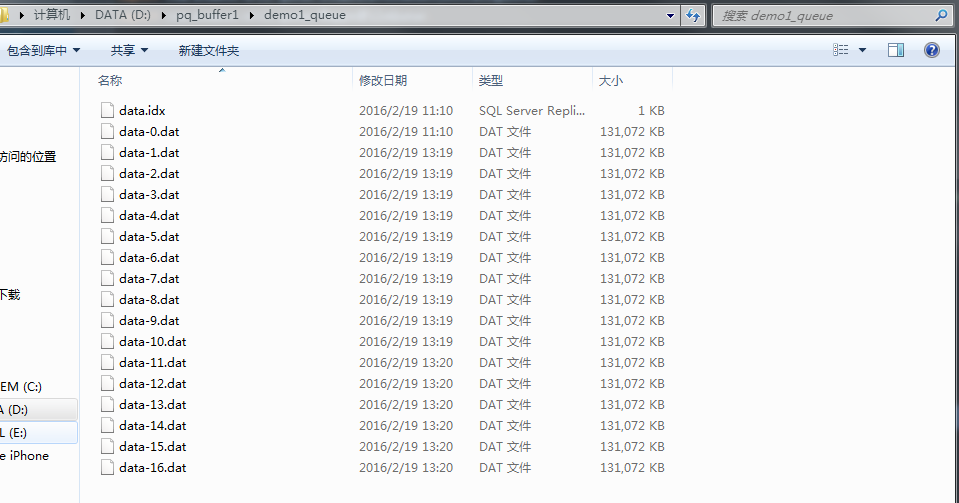 计算机 DATA (D:) pq_buffer1 demo1_queue 搜索 demo1_queue
包含到库中 共享 新建文件夹
名称 修改日期 类型 大小
data.idx 2016/2/19 11:10 SQL Server Repli... 1 KB
data-0.dat 2016/2/19 11:10 DAT 文件 131,072 KB
data-1.dat 2016/2/19 13:19 DAT 文件 131,072 KB
访问的位置 data-2.dat 2016/2/19 13:19 DAT 文件 131,072 KB
data-3.dat 2016/2/19 13:19 DAT 文件 131,072 KB
data-4.dat 2016/2/19 13:19 DAT 文件 131,072 KB
data-5.dat 2016/2/19 13:19 DAT 文件 131,072 KB
data-6.dat 2016/2/19 13:19 DAT 文件 131,072 KB
data-7.dat 2016/2/19 13:19 DAT 文件 131,072 KB
下载 data-8.dat 2016/2/19 13:19 DAT 文件 131,072 KB
data-9.dat 2016/2/19 13:19 DAT 文件 131,072 KB
data-10.dat 2016/2/19 13:19 DAT 文件 131,072 KB
data-11.dat 2016/2/19 13:20 DAT 文件 131,072 KB
EM (C:) data-12.dat 2016/2/19 13:20 DAT 文件 131,072 KB
A (D:) data-13.dat 2016/2/19 13:20 DAT 文件 131,072 KB
L (E:) data-14.dat 2016/2/19 13:20 DAT 文件 131,072 KB
e iPhone data-15.dat 2016/2/19 13:20 DAT 文件 131,072 KB
data-16.dat 2016/2/19 13:20 DAT 文件 131,072 KB